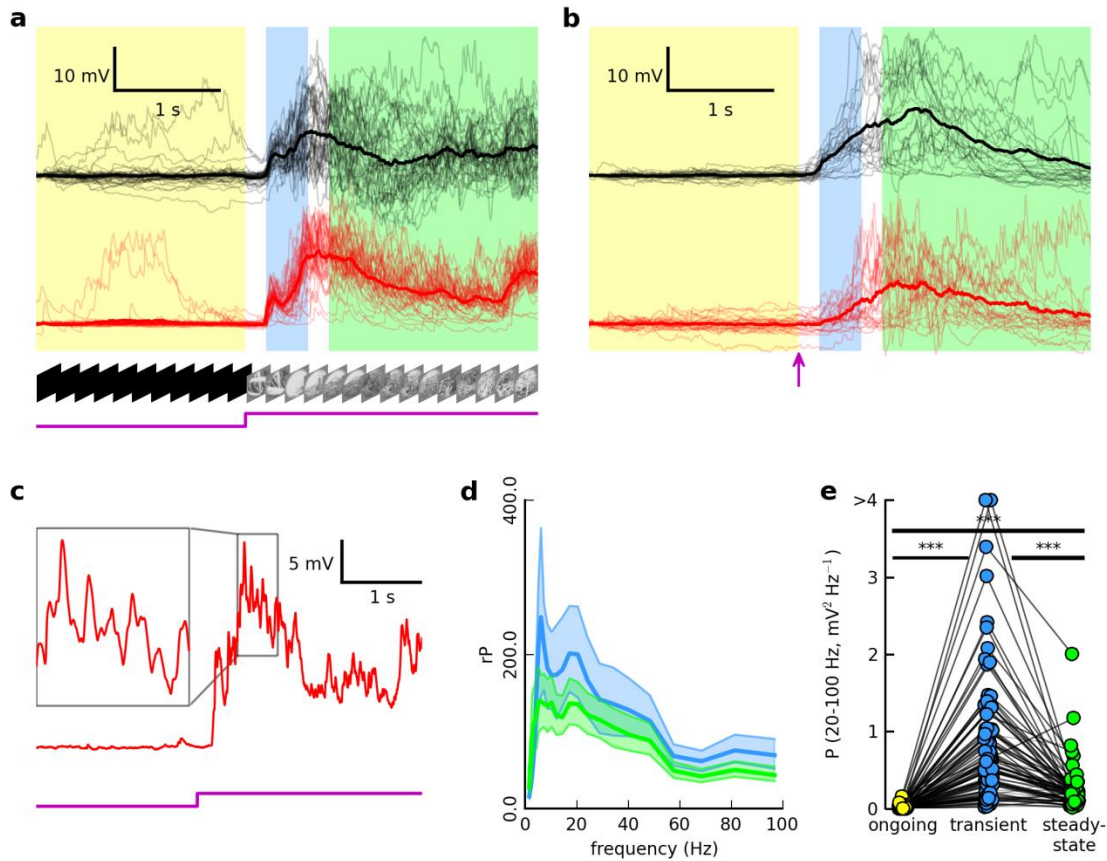 a
b
10 mV
1 s
10 mV
1 s
c
d
e
5 mV
1 s
rP
400.0
200.0
0.0
0 20 40 60 80 100
frequency (Hz)
P (20-100 Hz, mV² Hz⁻¹)
>4
3
2
1
0
***
*** ***
ongoing transient steady-
state